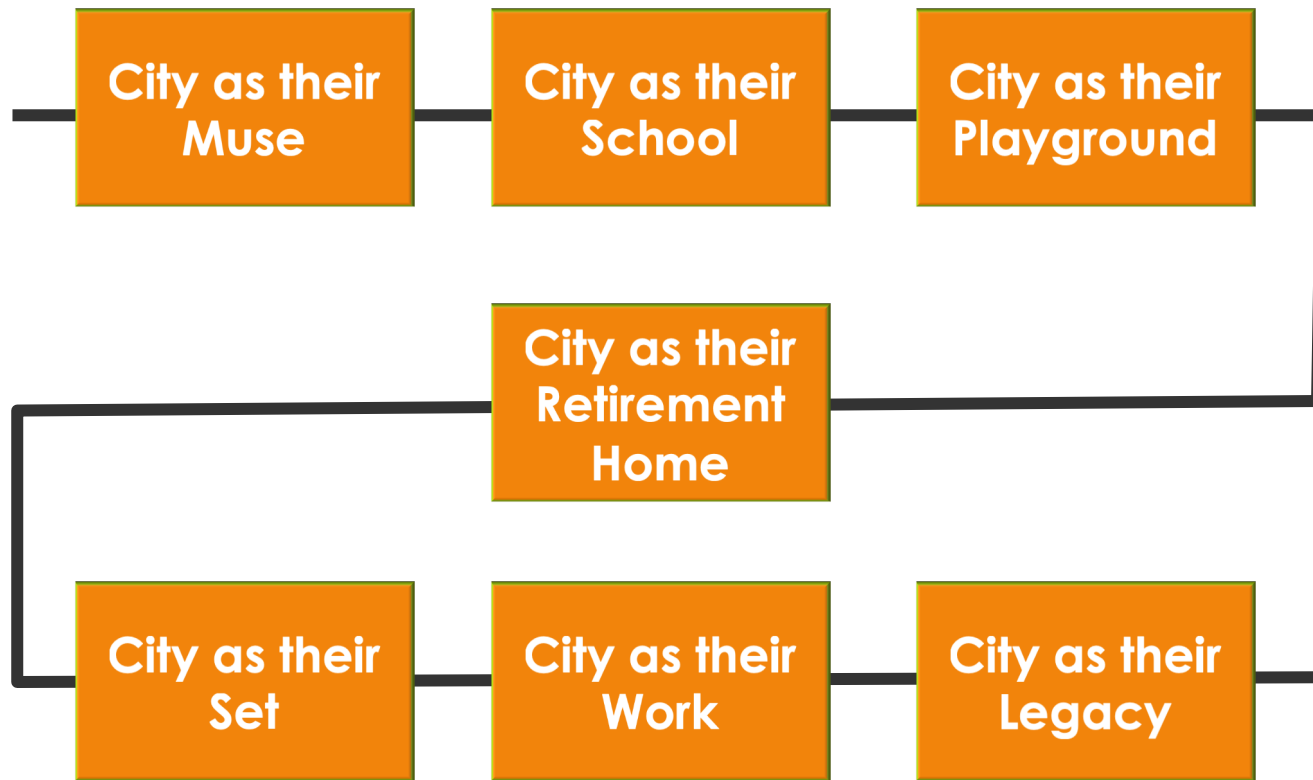 City as their
Muse
City as their
School
City as their
Playground
City as their
Retirement
Home
City as their
Set
City as their
Work
City as their
Legacy